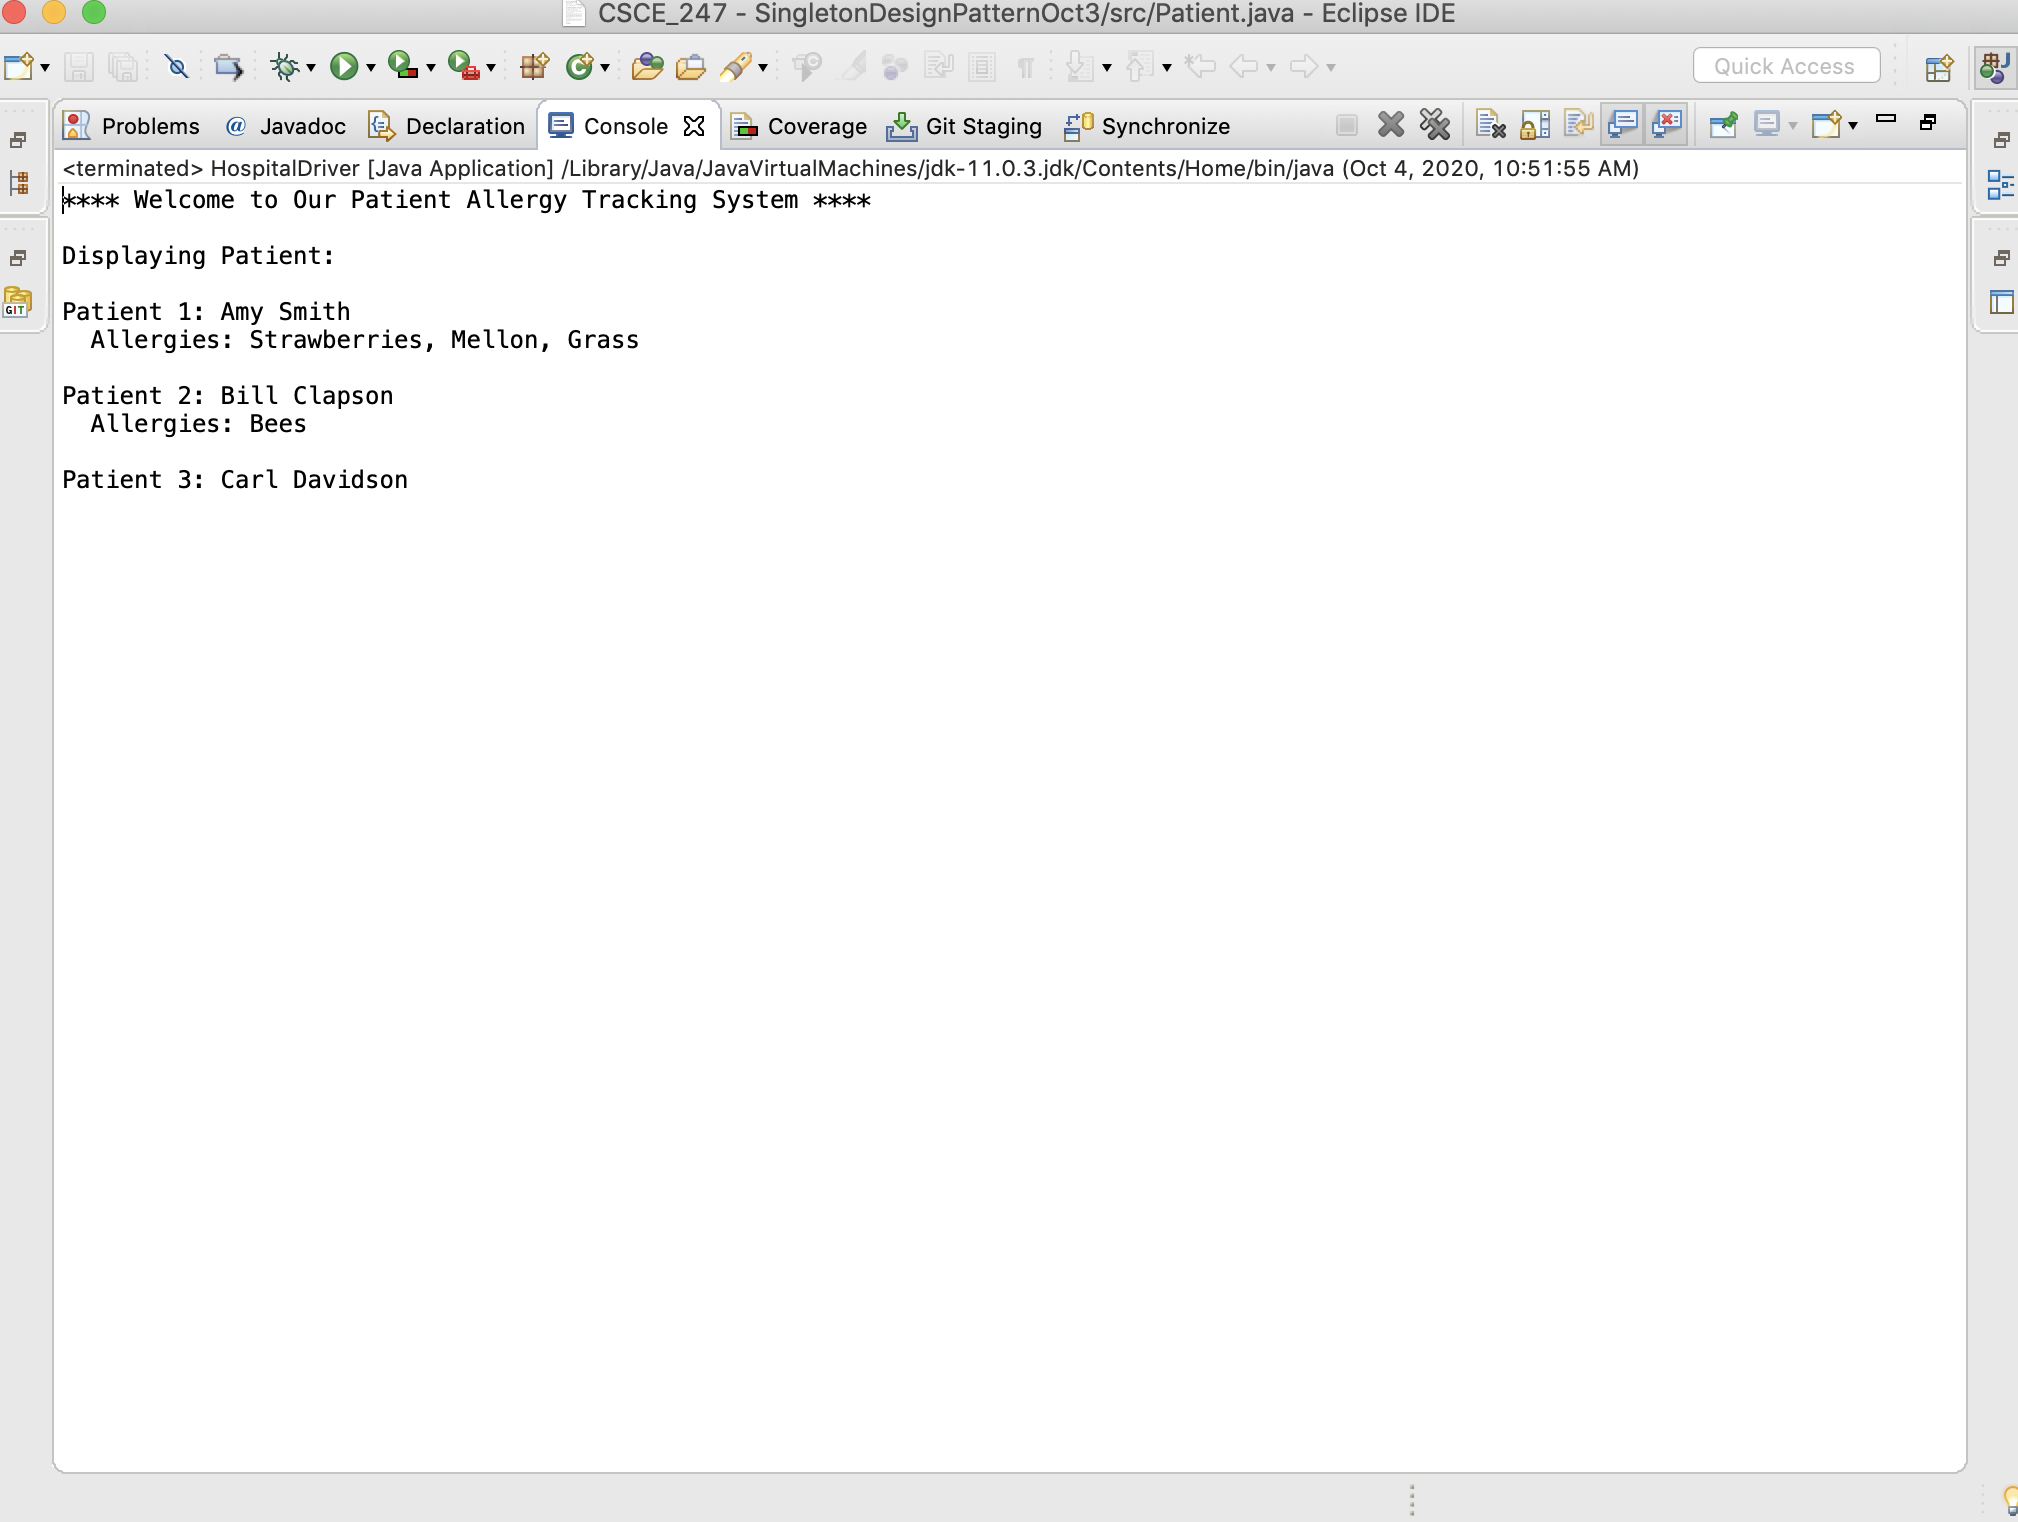 CSCE_247 - SingletonDesignPatternOct3/src/Patient.java - Eclipse IDE
Quick Access
Problems @ Javadoc Declaration Console Coverage Git Staging Synchronize
<terminated> HospitalDriver [Java Application] /Library/Java/JavaVirtualMachines/jdk-11.0.3.jdk/Contents/Home/bin/java (Oct 4, 2020, 10:51:55 AM)
**** Welcome to Our Patient Allergy Tracking System ****
Displaying Patient:
GIT
Patient 1: Amy Smith
  Allergies: Strawberries, Mellon, Grass
Patient 2: Bill Clapson
  Allergies: Bees
Patient 3: Carl Davidson